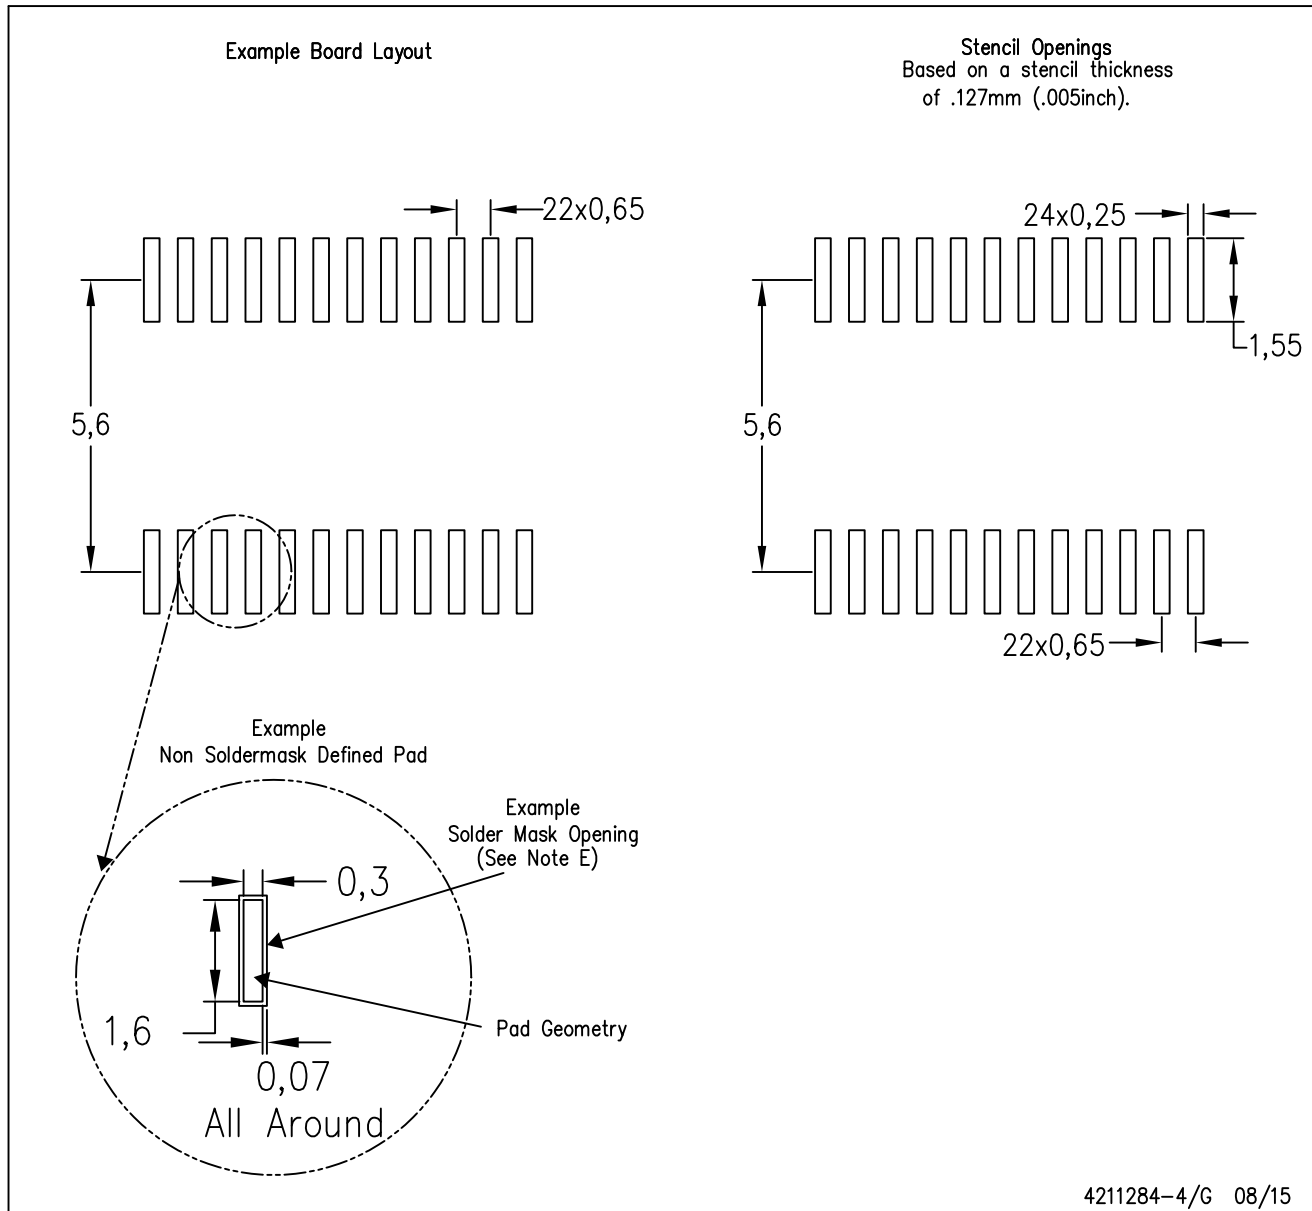 Example Board Layout
Stencil Openings
Based on a stencil thickness
of .127mm (.005inch).
22x0,65
24x0,25
1,55
5,6
5,6
22x0,65
Example
Non Soldermask Defined Pad
Example
Solder Mask Opening
(See Note E)
0,3
1,6
Pad Geometry
0,07
All Around
4211284-4/G 08/15